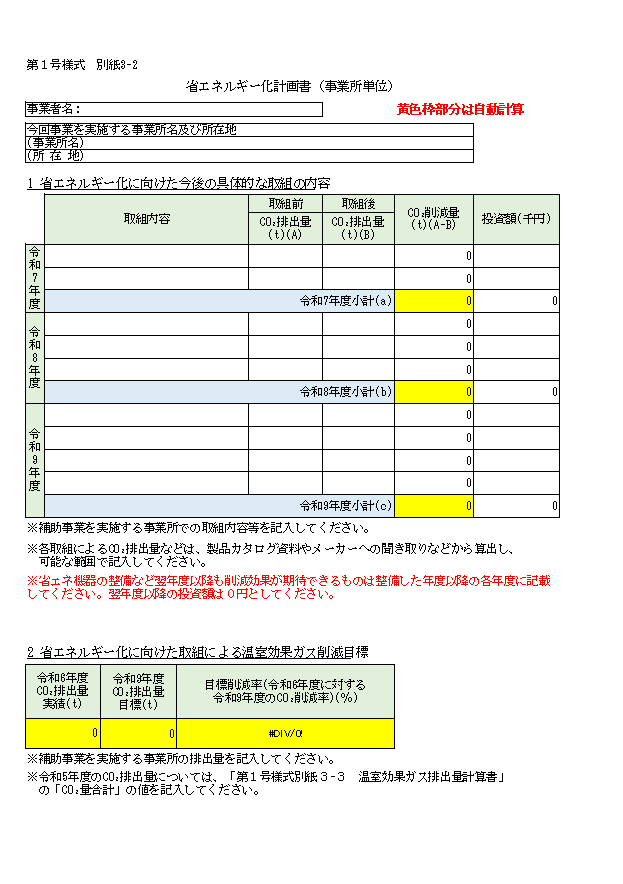 第１号様式　別紙3-2
省エネルギー化計画書（事業所単位）
事業者名：
黄色枠部分は自動計算
今回事業を実施する事業所名及び所在地
(事業所名)
(所 在 地)
1 省エネルギー化に向けた今後の具体的な取組の内容
取組内容
取組前
CO₂排出量
(t)(A)
取組後
CO₂排出量
(t)(B)
CO₂削減量
(t)(A-B)
投資額(千円)
令和7年度
0
0
令和7年度小計(a) 0 0
令和8年度
0
0
0
令和8年度小計(b) 0 0
令和9年度
0
0
0
0
令和9年度小計(c) 0 0
※補助事業を実施する事業所での取組内容等を記入してください。
※各取組によるCO₂排出量などは、製品カタログ資料やメーカーへの聞き取りなどから算出し、
可能な範囲で記入してください。
※省エネ機器の整備など翌年度以降も削減効果が期待できるものは整備した年度以降の各年度に記載
してください。翌年度以降の投資額は０円としてください。
2 省エネルギー化に向けた取組による温室効果ガス削減目標
令和6年度
CO₂排出量
実績(t)
令和9年度
CO₂排出量
目標(t)
目標削減率(令和6年度に対する
令和9年度のCO₂削減率)(%)
0 0 #DIV/0!
※補助事業を実施する事業所の排出量を記入してください。
※令和5年度のCO₂排出量については、「第１号様式別紙３-３　温室効果ガス排出量計算書」
の「CO₂量合計」の値を記入してください。